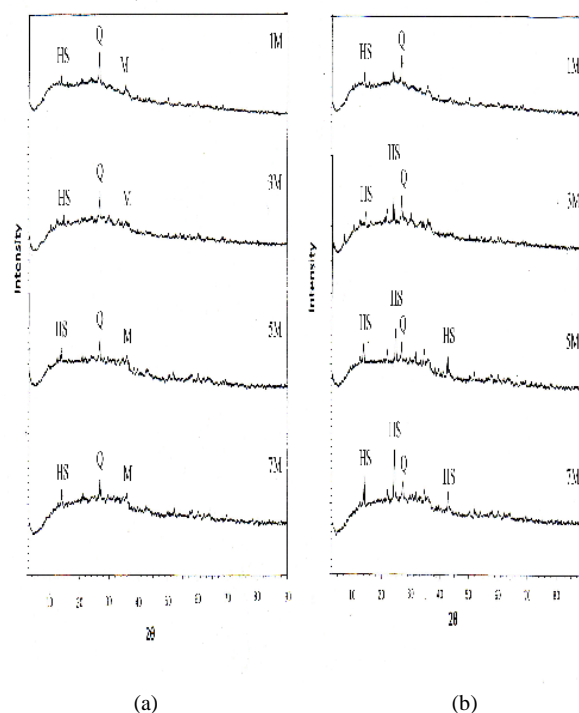 HS Q M 1M
HS Q 3M
HS Q M 5M
HS Q M 7M
Intensity
10 20 30 40 50 60 70 80 90
2θ
(a)
HS Q 1M
HS
HS Q 3M
HS
HS Q HS 5M
HS
HS Q HS 7M
Intensity
10 20 30 40 50 60 70 80
2θ
(b)